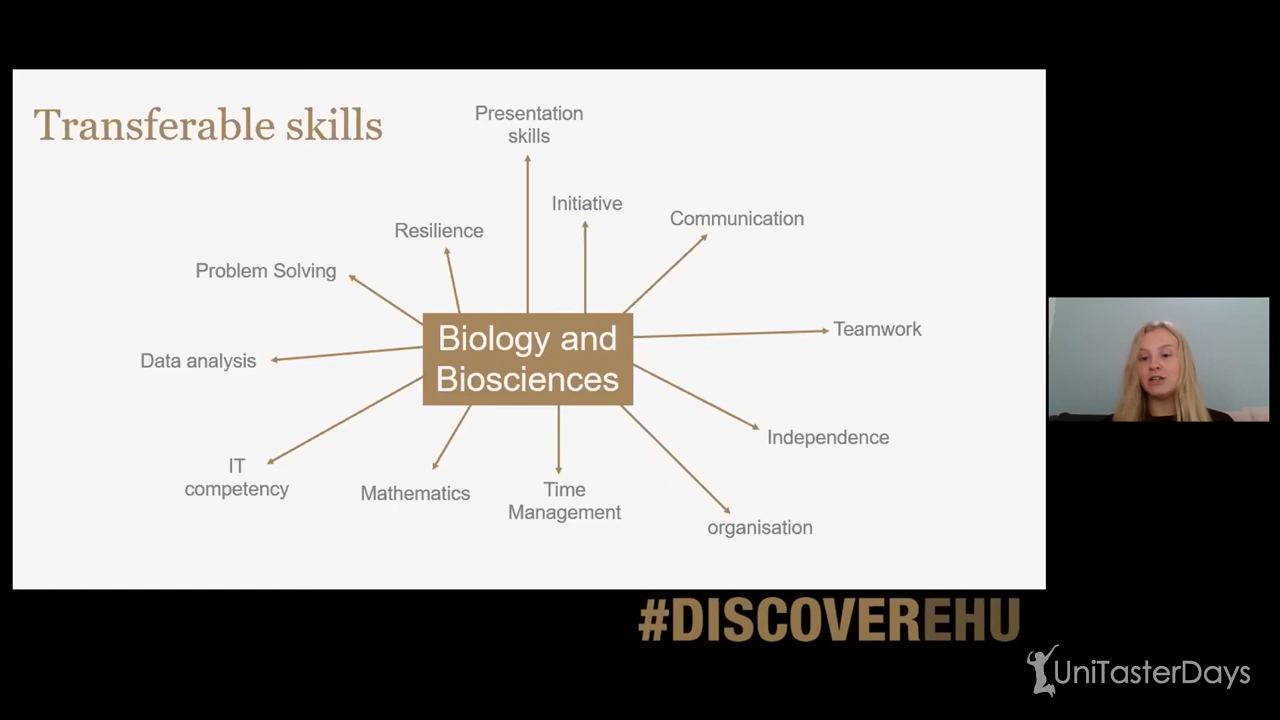 Transferable skills
Presentation
skills
Initiative
Communication
Resilience
Problem Solving
Biology and
Biosciences
Teamwork
Data analysis
Independence
IT
competency
Mathematics
Time
Management
organisation
#DISCOVEREHU
UniTasterDays